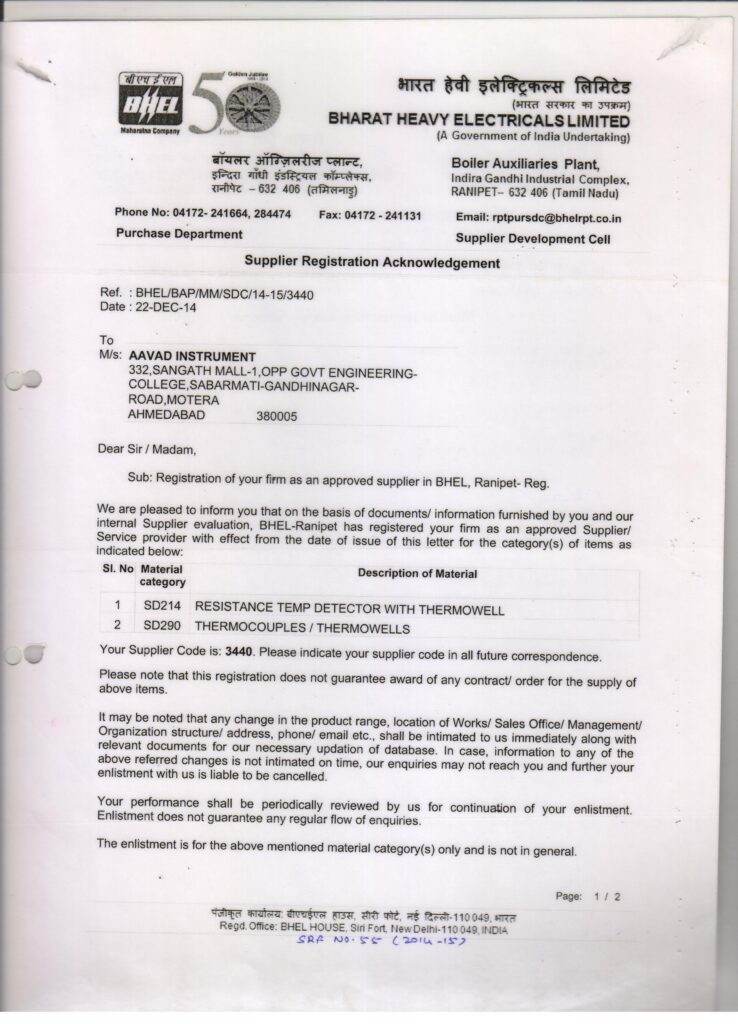 बीएच ई एल
BHEL
Maharatna Company
Golden Jubilee
50
Years
भारत हेवी इलेक्ट्रिकल्स लिमिटेड
(भारत सरकार का उपक्रम)
BHARAT HEAVY ELECTRICALS LIMITED
(A Government of India Undertaking)
बॉयलर ऑग्ज़िलरीज प्लान्ट,
इन्दिरा गाँधी इंडस्ट्रियल कॉम्प्लेक्स,
रानीपेट – 632 406 (तमिलनाडु)
Boiler Auxiliaries Plant,
Indira Gandhi Industrial Complex,
RANIPET– 632 406 (Tamil Nadu)
Phone No: 04172- 241664, 284474 Fax: 04172 - 241131 Email: rptpursdc@bhelrpt.co.in
Purchase Department Supplier Development Cell
Supplier Registration Acknowledgement
Ref. : BHEL/BAP/MM/SDC/14-15/3440
Date : 22-DEC-14
To
M/s: AAVAD INSTRUMENT
332,SANGATH MALL-1,OPP GOVT ENGINEERING-
COLLEGE,SABARMATI-GANDHINAGAR-
ROAD,MOTERA
AHMEDABAD 380005
Dear Sir / Madam,
Sub: Registration of your firm as an approved supplier in BHEL, Ranipet- Reg.
We are pleased to inform you that on the basis of documents/ information furnished by you and our
internal Supplier evaluation, BHEL-Ranipet has registered your firm as an approved Supplier/
Service provider with effect from the date of issue of this letter for the category(s) of items as
indicated below:
Sl. No Material category Description of Material
1 SD214 RESISTANCE TEMP DETECTOR WITH THERMOWELL
2 SD290 THERMOCOUPLES / THERMOWELLS
Your Supplier Code is: 3440. Please indicate your supplier code in all future correspondence.
Please note that this registration does not guarantee award of any contract/ order for the supply of
above items.
It may be noted that any change in the product range, location of Works/ Sales Office/ Management/
Organization structure/ address, phone/ email etc., shall be intimated to us immediately along with
relevant documents for our necessary updation of database. In case, information to any of the
above referred changes is not intimated on time, our enquiries may not reach you and further your
enlistment with us is liable to be cancelled.
Your performance shall be periodically reviewed by us for continuation of your enlistment.
Enlistment does not guarantee any regular flow of enquiries.
The enlistment for the above mentioned material category(s) only and is not in general.
Page: 1 / 2
पंजीकृत कार्यालय: बीएचईएल हाउस, सीरी फोर्ट, नई दिल्ली-110 049, भारत
Regd. Office: BHEL HOUSE, Siri Fort, New Delhi-110 049, INDIA
SRF NO. 55 (2014-15)